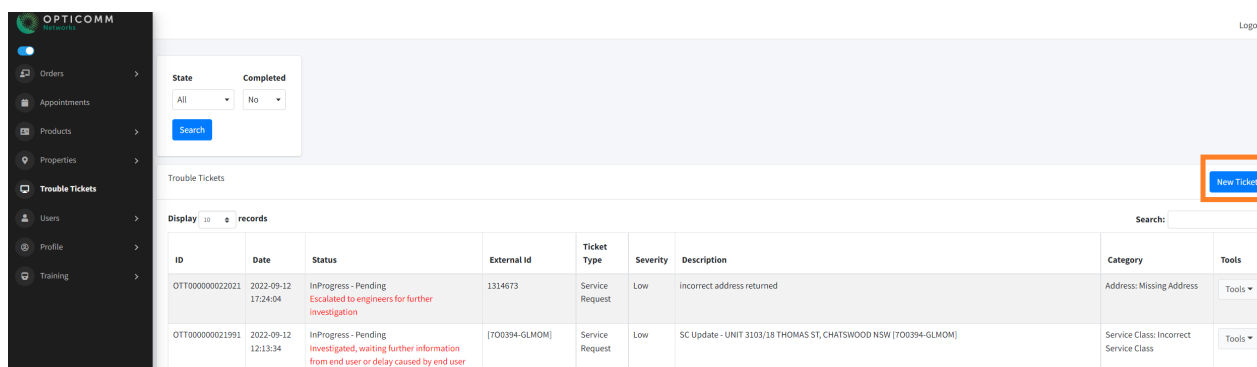 OPTICOMM
Networks
Logo
Orders
Appointments
Products
Properties
Trouble Tickets
Users
Profile
Training
State Completed
All No
Search
Trouble Tickets
New Ticket
Display 10 records
Search:
ID Date Status External Id Ticket Type Severity Description Category Tools
OTT000000022021 2022-09-12 InProgress - Pending 1314673 Service Low incorrect address returned Address: Missing Address Tools
17:24:04 Escalated to engineers for further Request
investigation
OTT000000021991 2022-09-12 InProgress - Pending [7O0394-GLMOM] Service Low SC Update - UNIT 3103/18 THOMAS ST, CHATSWOOD NSW [7O0394-GLMOM] Service Class: Incorrect Tools
12:13:34 Investigated, waiting further information Request Service Class
from end user or delay caused by end user